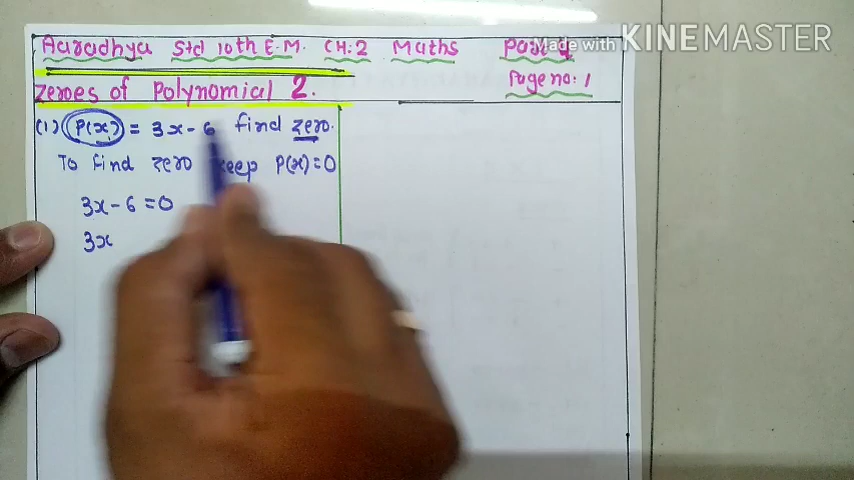 Aaradhya Std 10th E.M. CH:2 Maths Part
Made with KINEMASTER
Page no: 1
Zeroes of Polynomial 2.
(1) P(x) = 3x - 6 find zero.
To find zero keep P(x)=0
3x - 6 = 0
3x